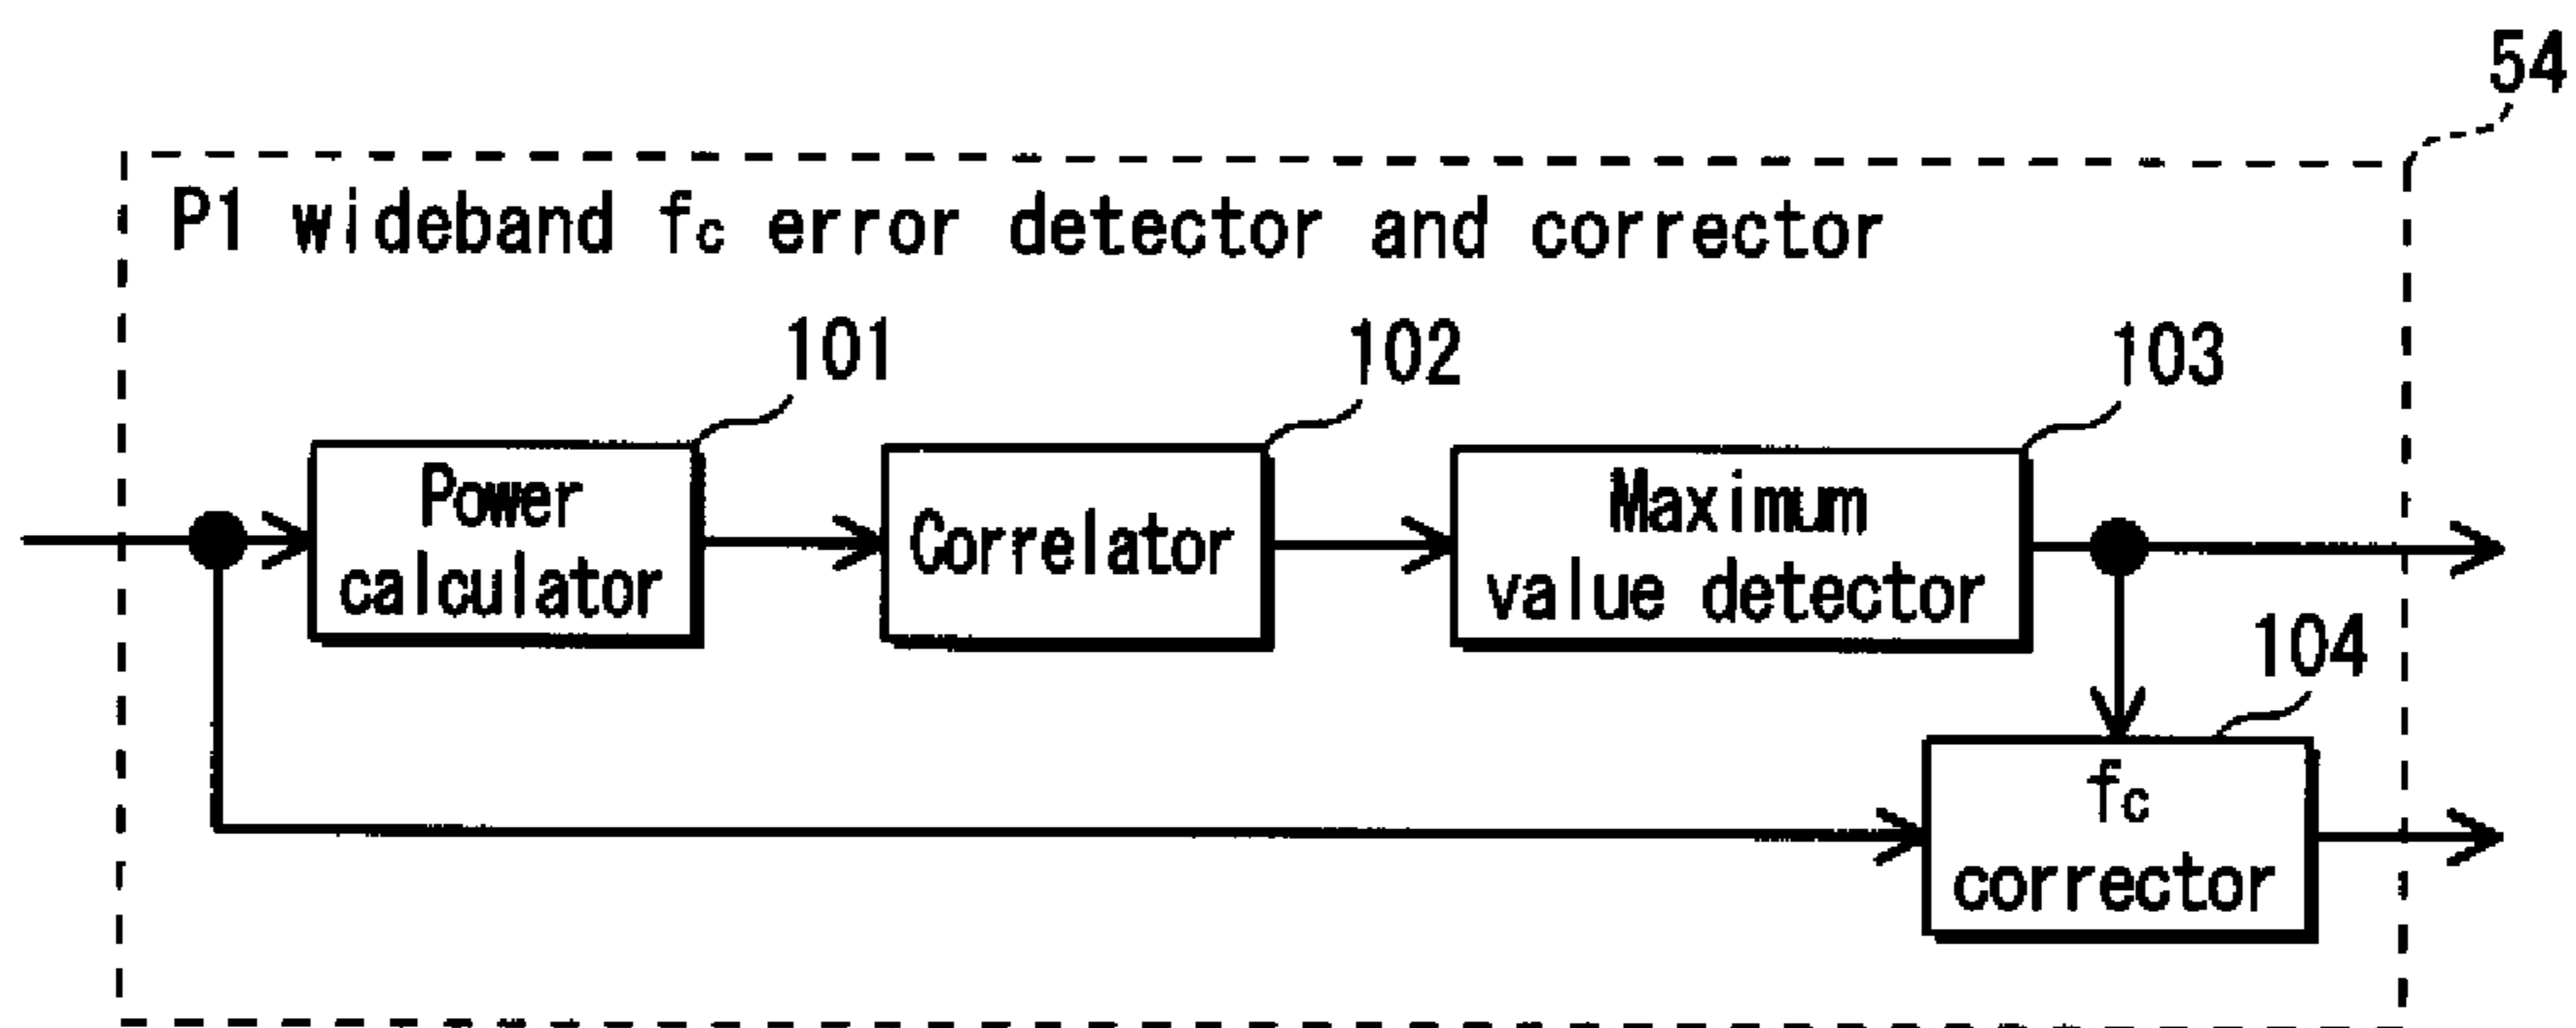 54
P1 wideband fc error detector and corrector
101
102
103
Power
calculator
Correlator
Maximum
value detector
104
fc
corrector